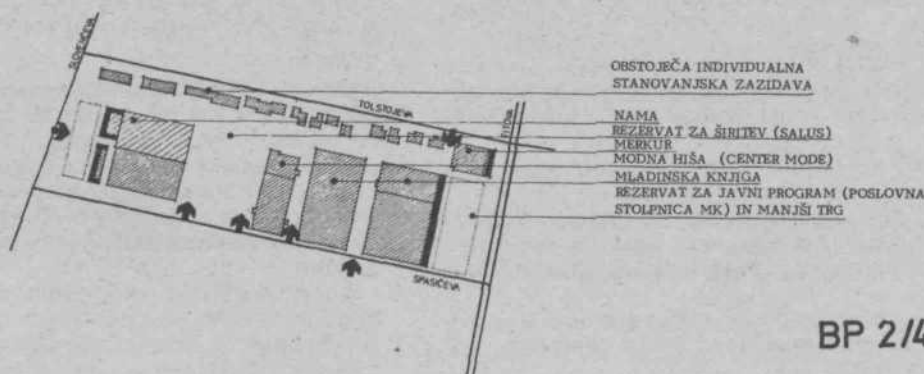 OBSTOJEČA INDIVIDUALNA
STANOVANJSKA ZAZIDAVA
NAMA
REZERVAT ZA ŠIRITEV (SALUS)
MERKUR
MODNA HIŠA (CENTER MODE)
MLADINSKA KNJIGA
REZERVAT ZA JAVNI PROGRAM (POSLOVNA
STOLPNICA MK) IN MANJŠI TRG
TOLSTOJEVA
TITOVA
SPASIČEVA
BP 2/4